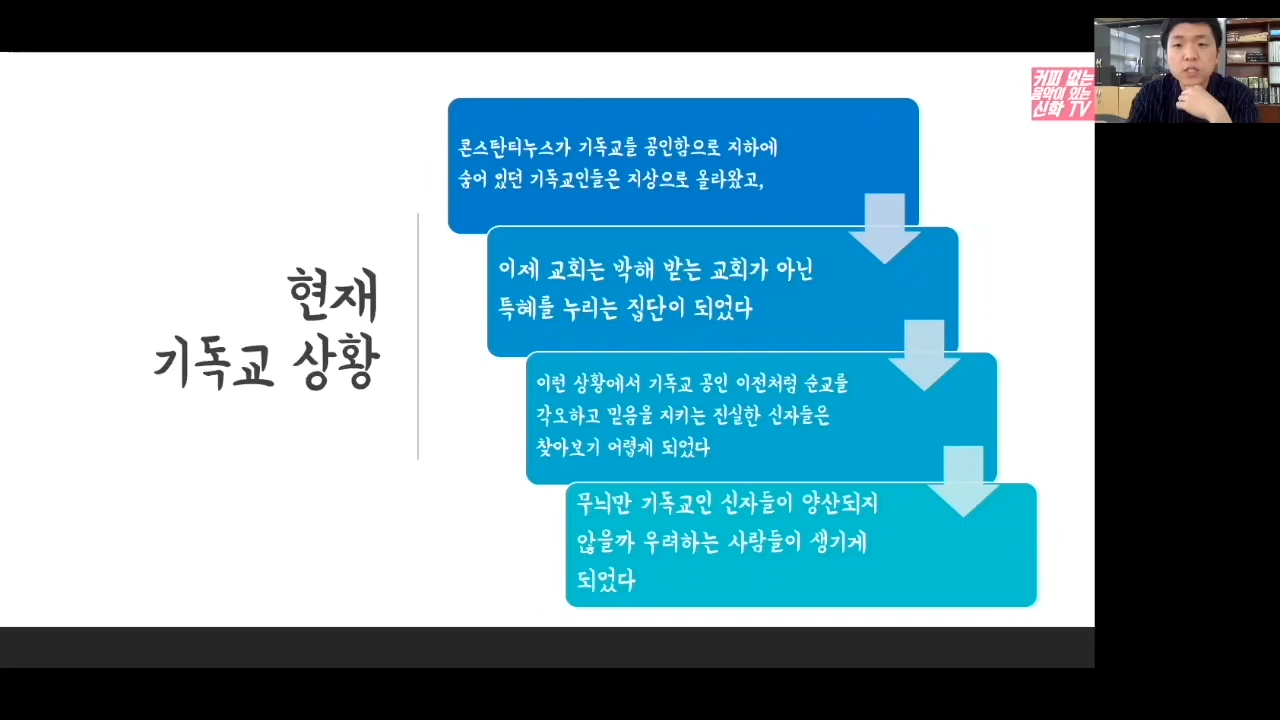 커피 없는
음악이 있는
신학 TV
현재
기독교 상황
콘스탄티누스가 기독교를 공인함으로 지하에
숨어 있던 기독교인들은 지상으로 올라왔고,
이제 교회는 박해 받는 교회가 아닌
특혜를 누리는 집단이 되었다
이런 상황에서 기독교 공인 이전처럼 순교를
각오하고 믿음을 지키는 진실한 신자들은
찾아보기 어렵게 되었다
무늬만 기독교인 신자들이 양산되지
않을까 우려하는 사람들이 생기게
되었다